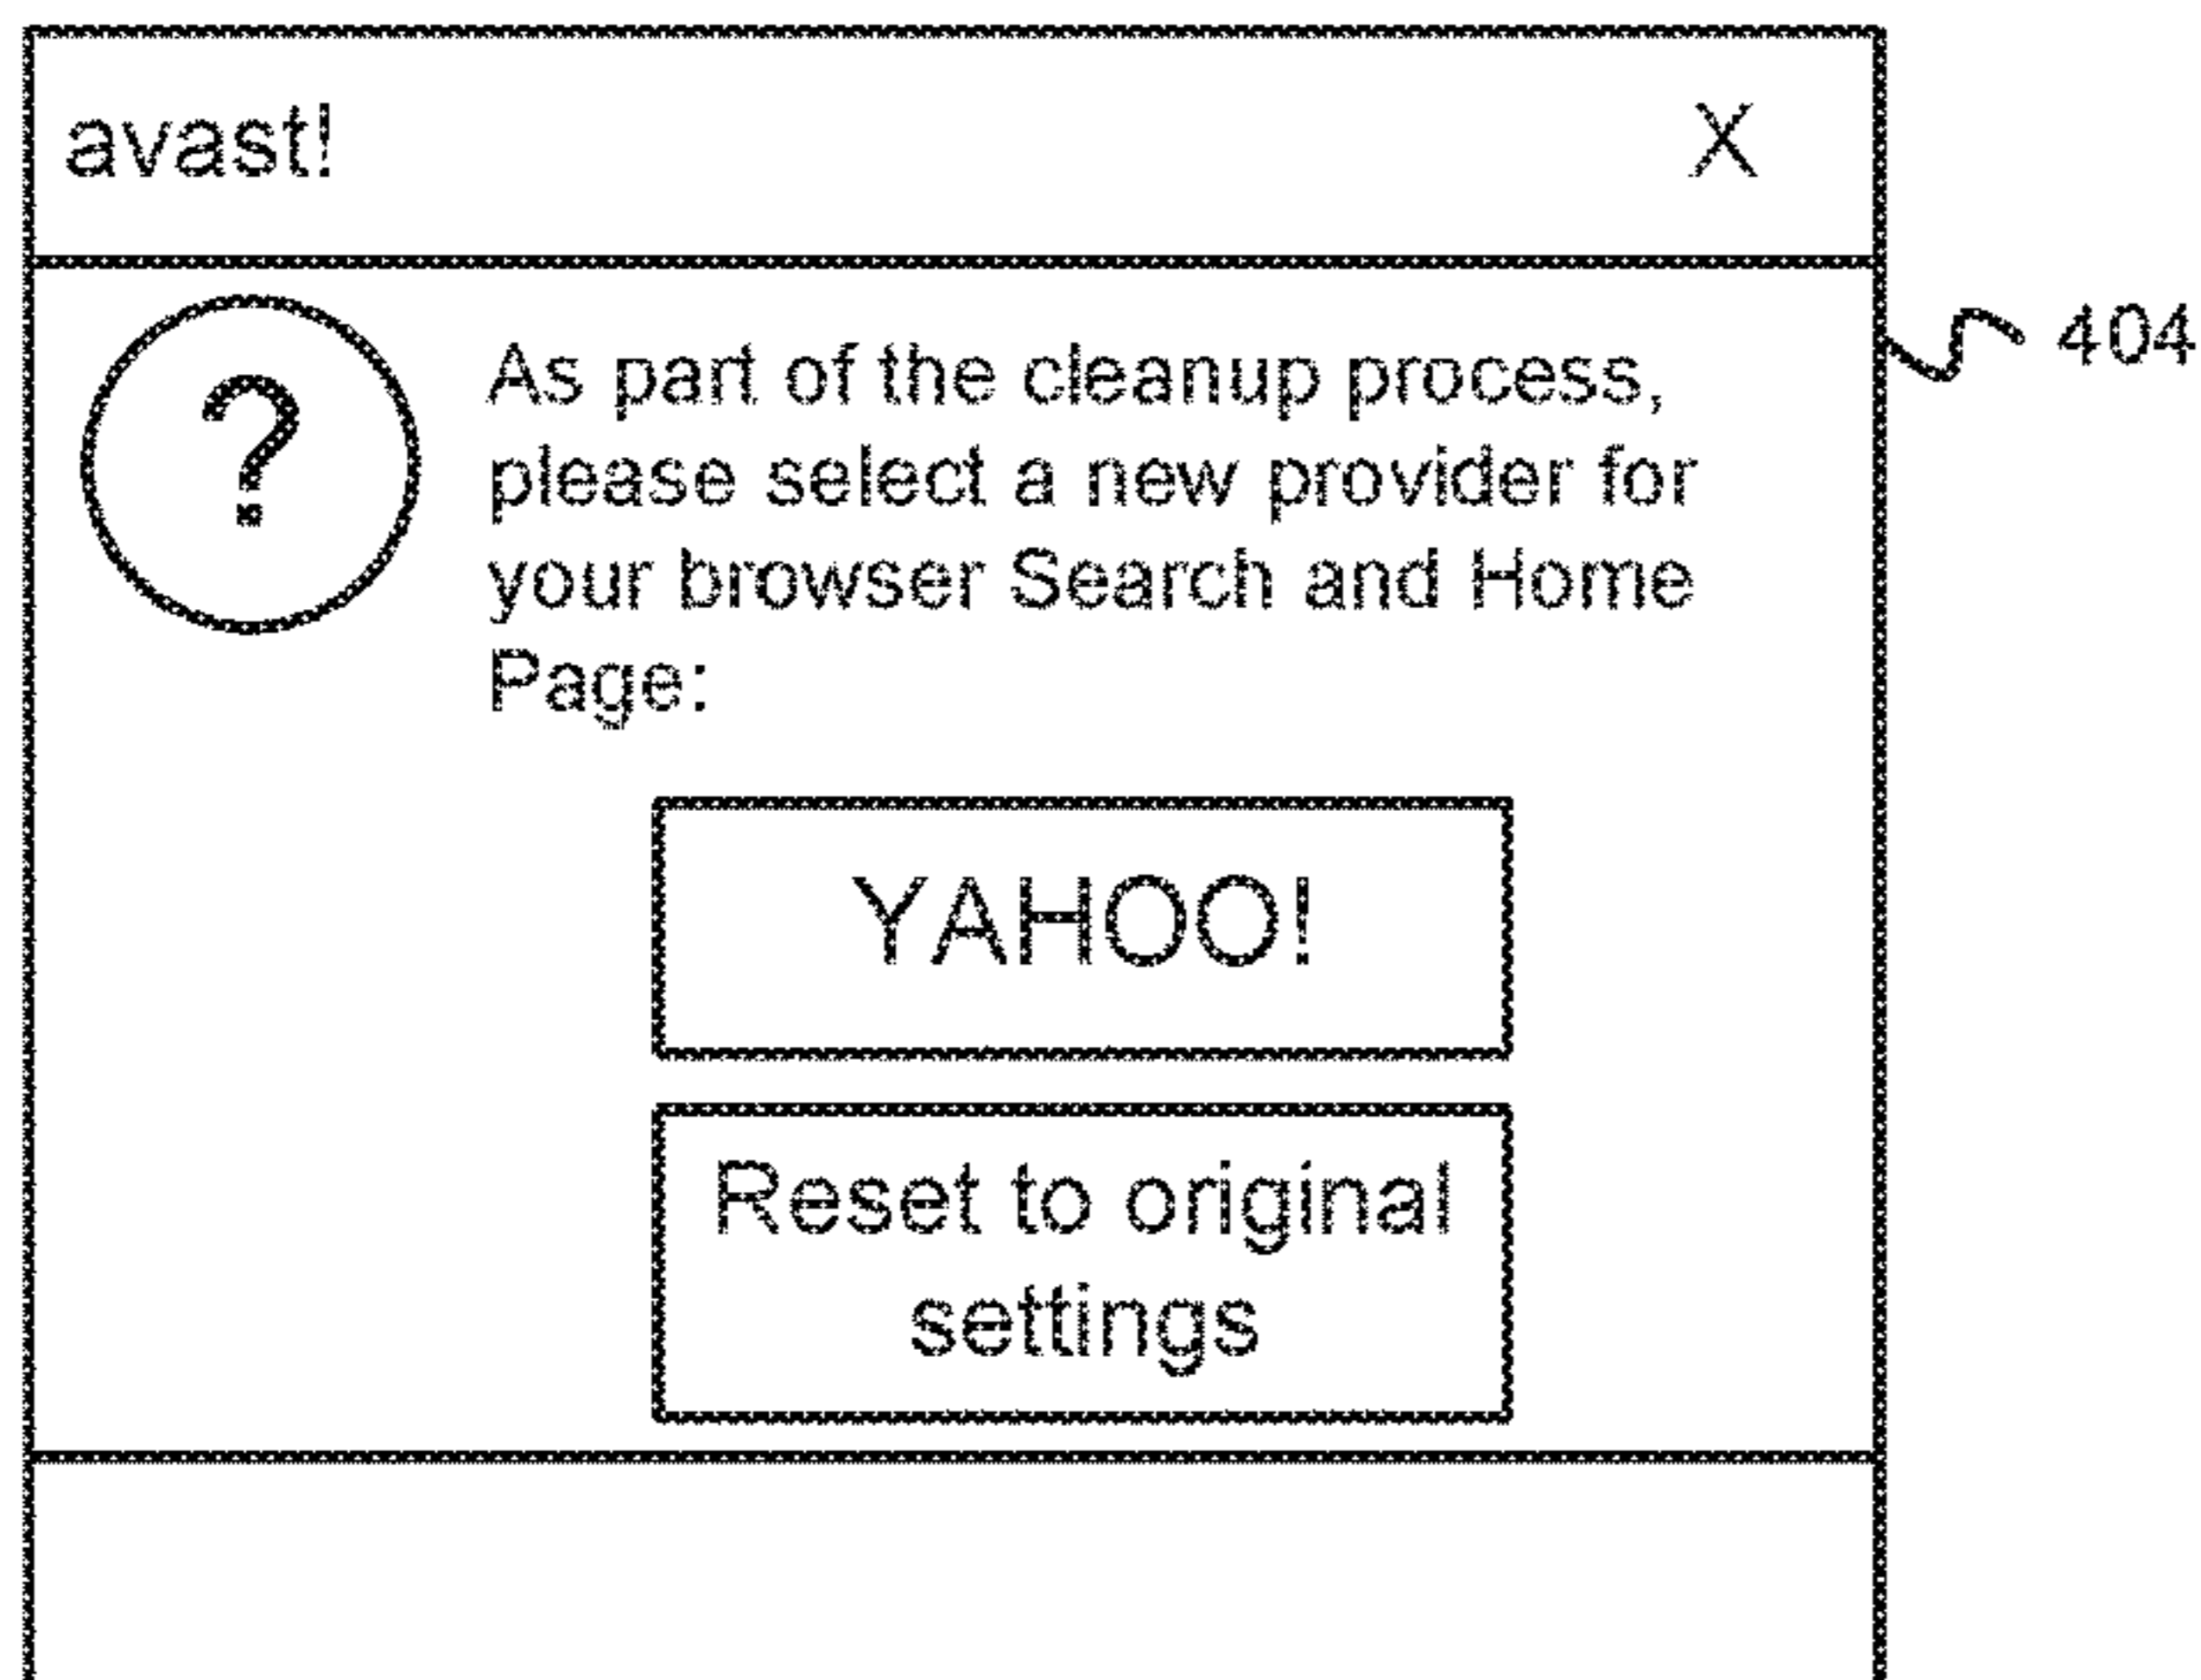 avast! X
404
?
As part of the cleanup process,
please select a new provider for
your browser Search and Home
Page:
YAHOO!
Reset to original
settings